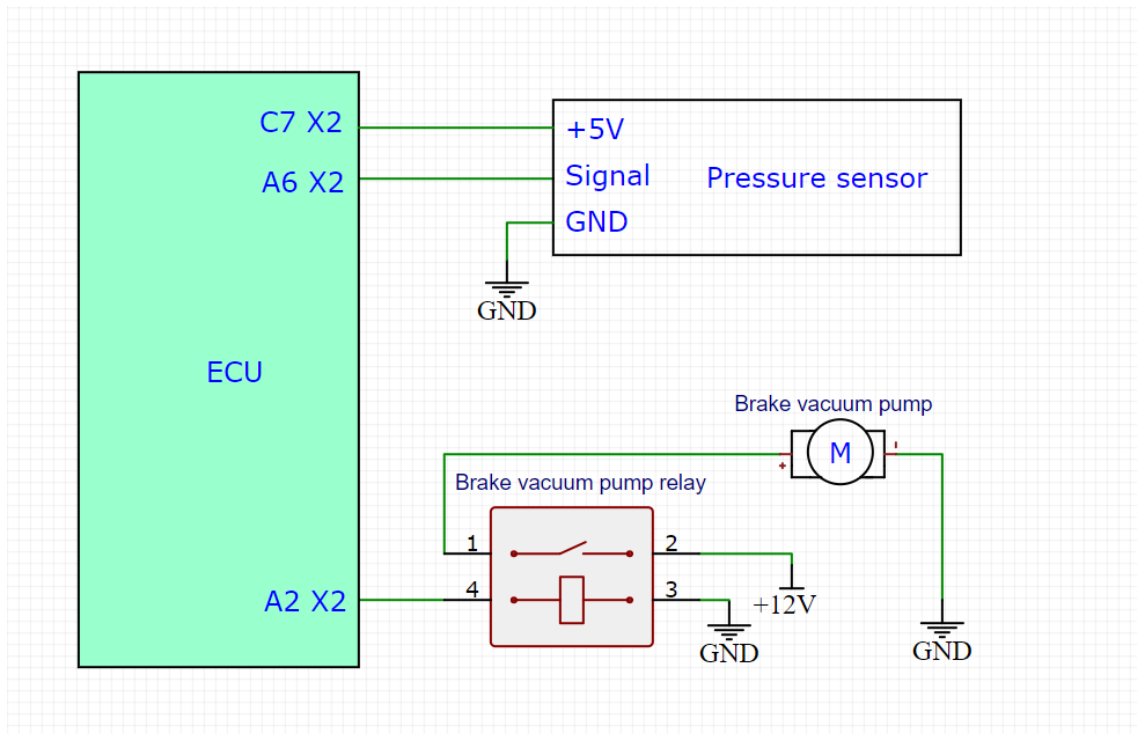 C7 X2
+5V
A6 X2
Signal
Pressure sensor
GND
GND
ECU
Brake vacuum pump
M
+
-
Brake vacuum pump relay
1
2
4
3
A2 X2
+12V
GND
GND